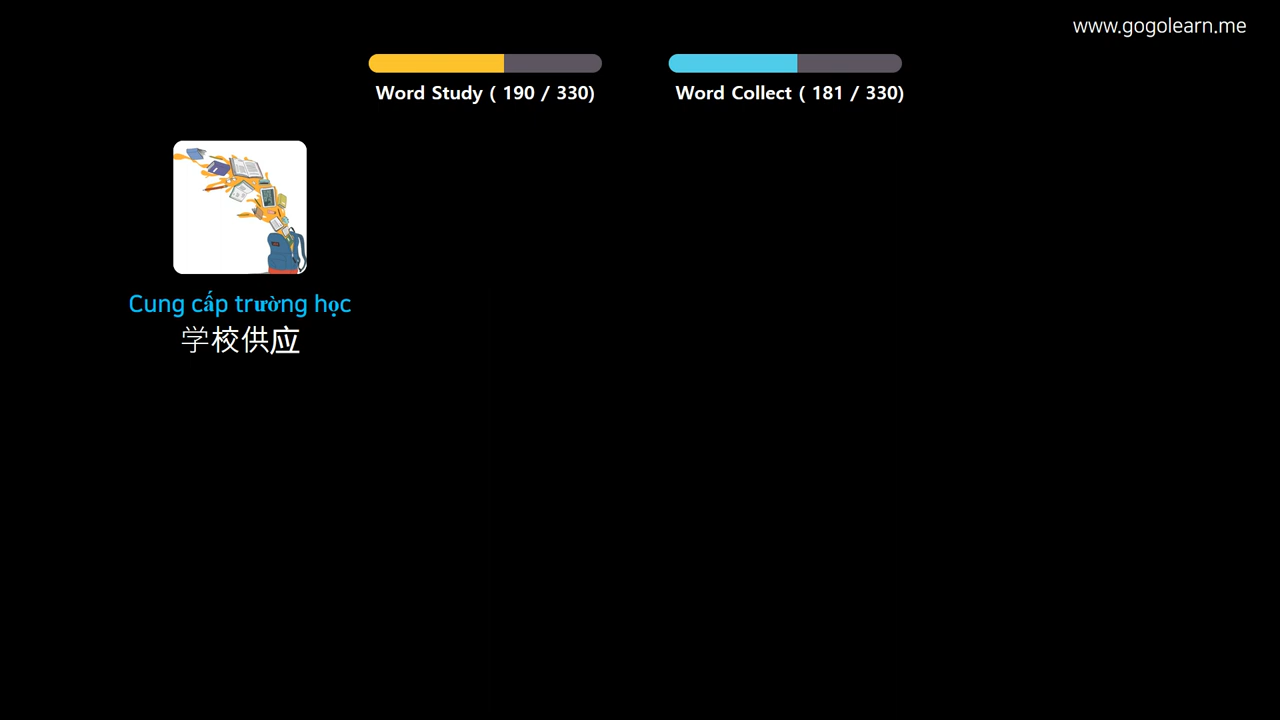 www.gogolearn.me
Word Study ( 190 / 330)
Word Collect ( 181 / 330)
Cung cấp trường học
学校供应